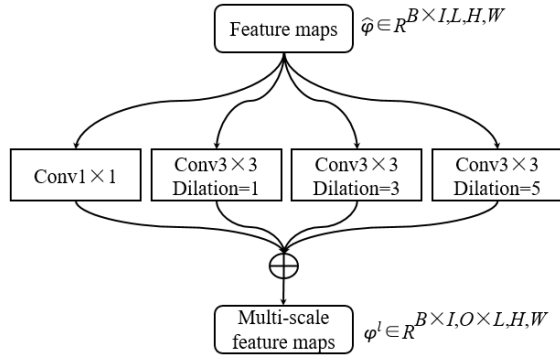 Feature maps
φ̂∈R^{B×I,L,H,W}
Conv1×1
Conv3×3
Dilation=1
Conv3×3
Dilation=3
Conv3×3
Dilation=5
Multi-scale
feature maps
φ^l∈R^{B×I,O×L,H,W}